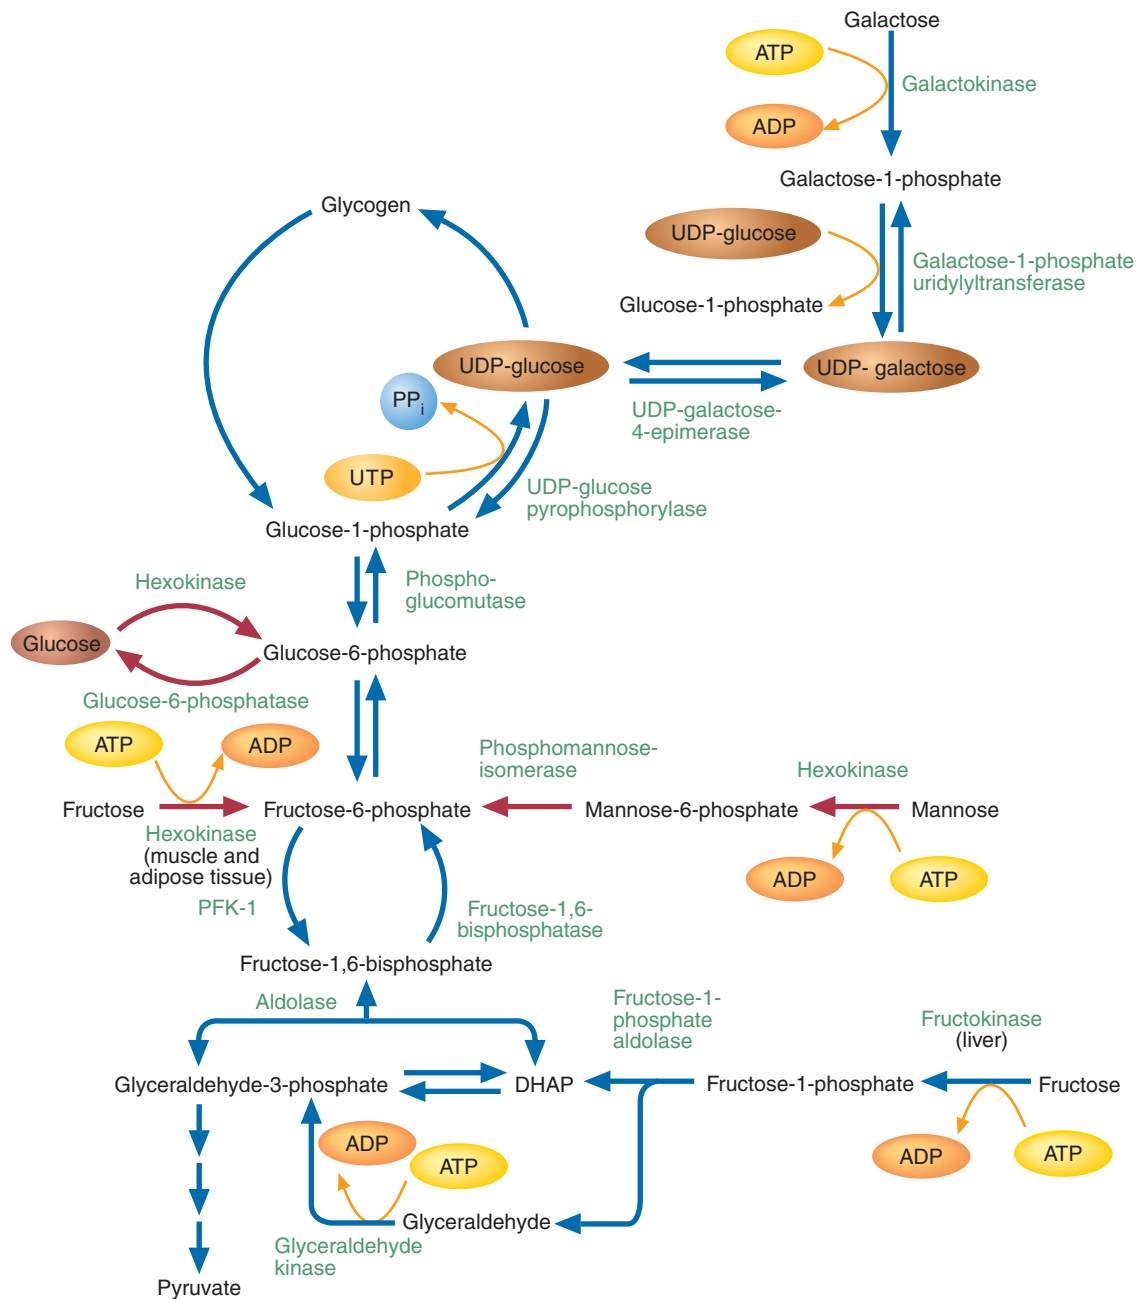 Galactose
ATP
Galactokinase
ADP
Galactose-1-phosphate
Glycogen
UDP-glucose
Galactose-1-phosphate
uridylyltransferase
Glucose-1-phosphate
UDP-glucose
UDP- galactose
PPi
UDP-galactose-
4-epimerase
UTP
UDP-glucose
pyrophosphorylase
Glucose-1-phosphate
Hexokinase
Phospho-
glucomutase
Glucose
Glucose-6-phosphate
Glucose-6-phosphatase
ATP
ADP
Phosphomannose-
isomerase
Hexokinase
Fructose
Fructose-6-phosphate
Mannose-6-phosphate
Mannose
Hexokinase
(muscle and
adipose tissue)
ADP
ATP
PFK-1
Fructose-1,6-
bisphosphatase
Fructose-1,6-bisphosphate
Aldolase
Fructose-1-
phosphate
aldolase
Fructokinase
(liver)
Glyceraldehyde-3-phosphate
DHAP
Fructose-1-phosphate
Fructose
ADP
ATP
ADP
ATP
Glyceraldehyde
Glyceraldehyde
kinase
Pyruvate